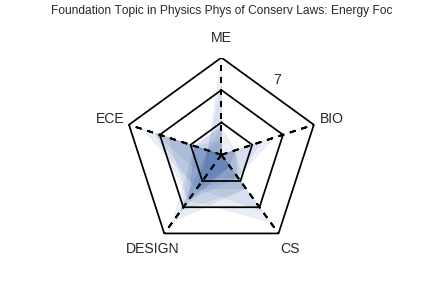 Foundation Topic in Physics Phys of Conserv Laws: Energy Foc
ME
7
ECE
BIO
DESIGN
CS